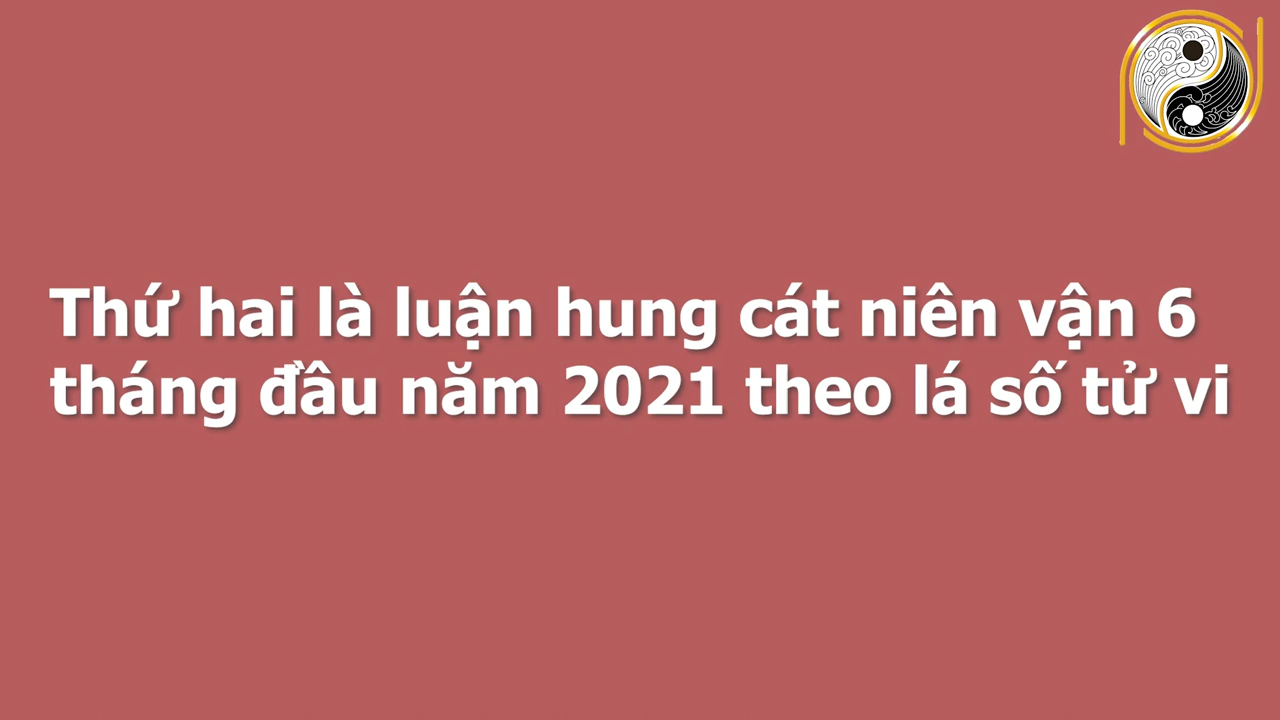 Thứ hai là luận hung cát niên vận 6
tháng đầu năm 2021 theo lá số tử vi